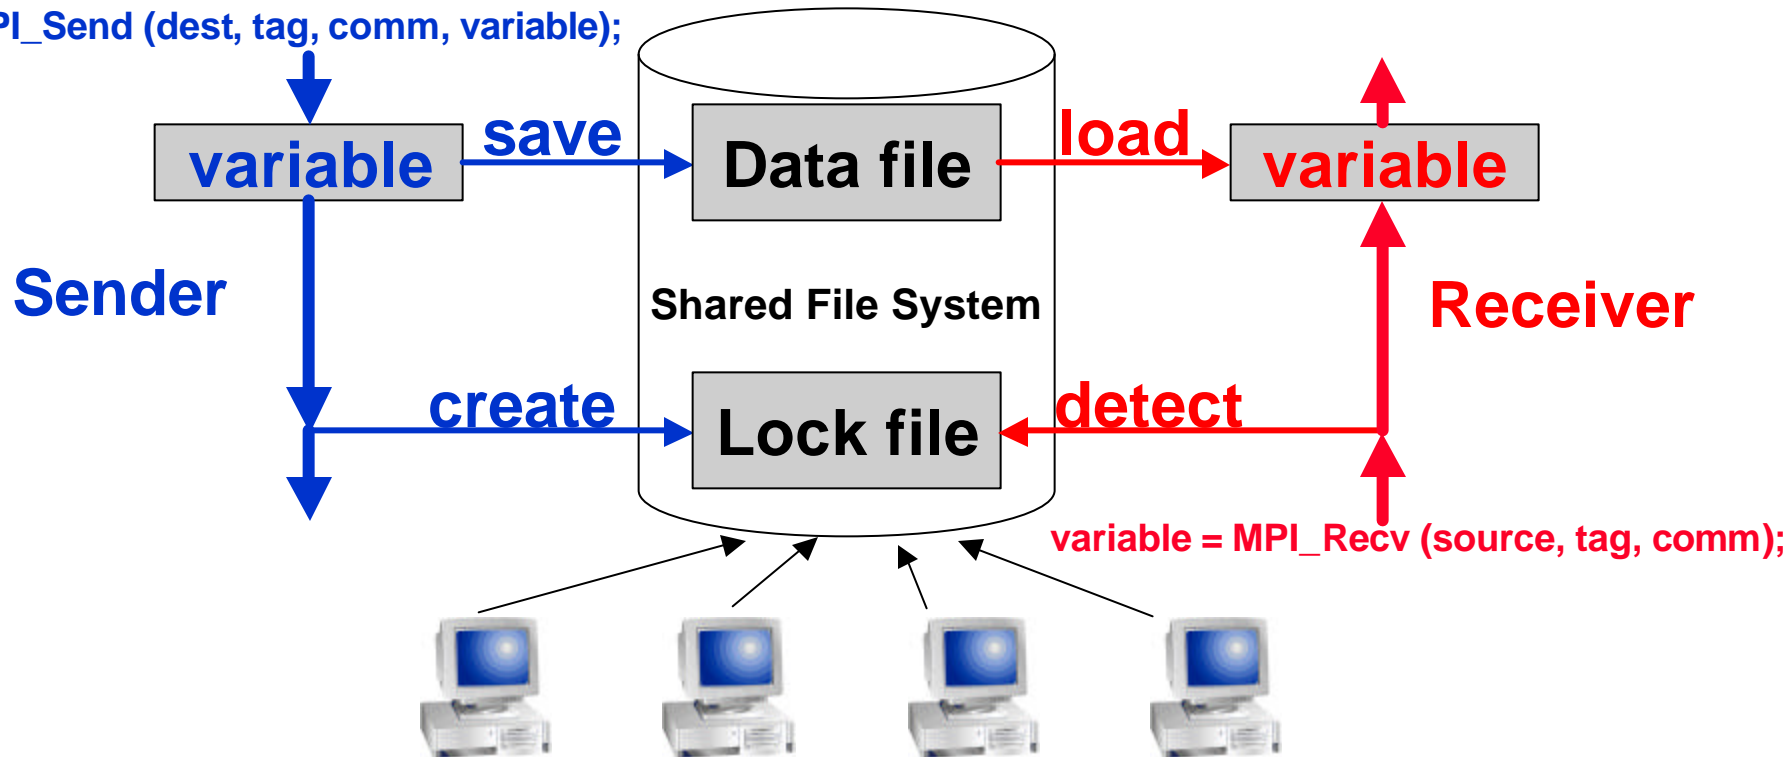 PI_Send (dest, tag, comm, variable);
variable
save
Data file
load
variable
Sender
Shared File System
Receiver
create
Lock file
detect
variable = MPI_Recv (source, tag, comm);